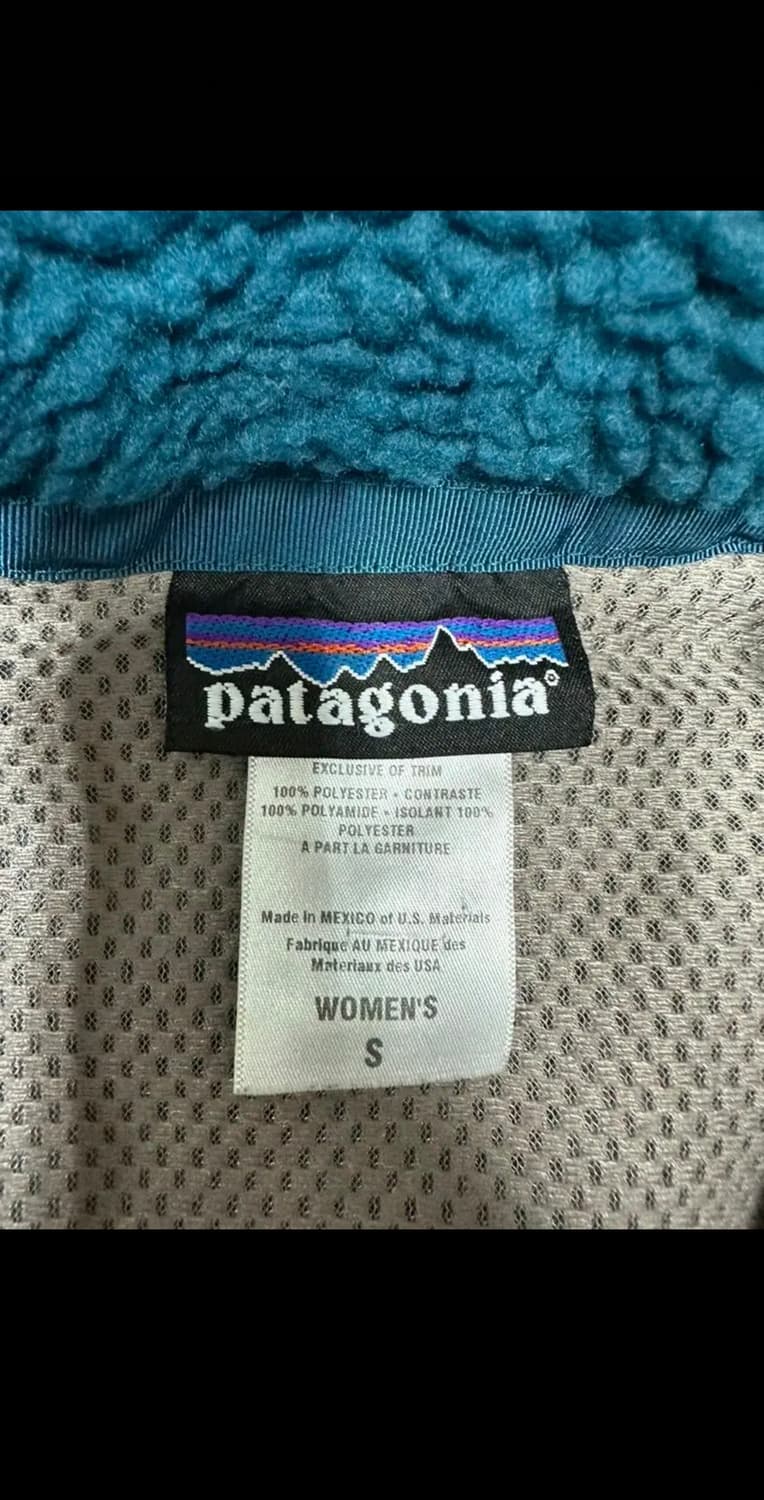 patagonia®
EXCLUSIVE OF TRIM
100% POLYESTER • CONTRASTE
100% POLYAMIDE • ISOLANT 100%
POLYESTER
A PART LA GARNITURE
Made in MEXICO of U.S. Materials
Fabrique AU MEXIQUE des
Materiaux des USA
WOMEN'S
S